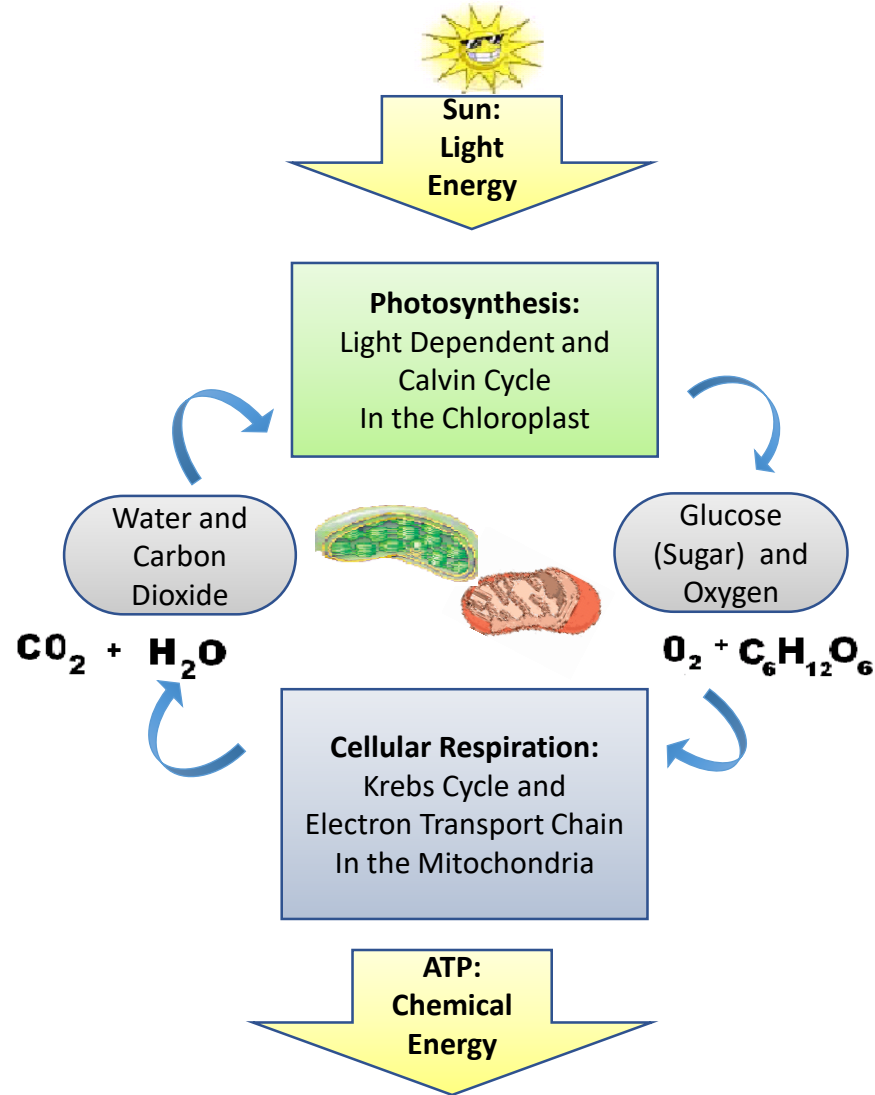 Sun:
Light
Energy
Photosynthesis:
Light Dependent and
Calvin Cycle
In the Chloroplast
Water and
Carbon
Dioxide
Glucose
(Sugar) and
Oxygen
CO₂ + H₂O
O₂ + C₆H₁₂O₆
Cellular Respiration:
Krebs Cycle and
Electron Transport Chain
In the Mitochondria
ATP:
Chemical
Energy